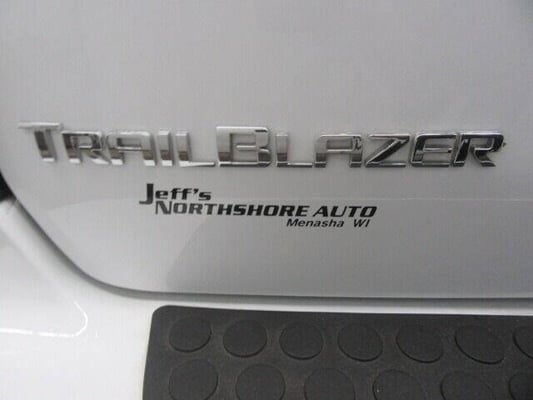 TRAILBLAZER
Jeff's
NORTHSHORE AUTO
Menasha WI